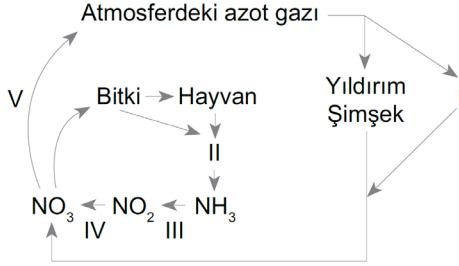 Atmosferdeki azot gazı
V
Bitki
Hayvan
Yıldırım
Şimşek
II
NO3
NO2
NH3
IV
III